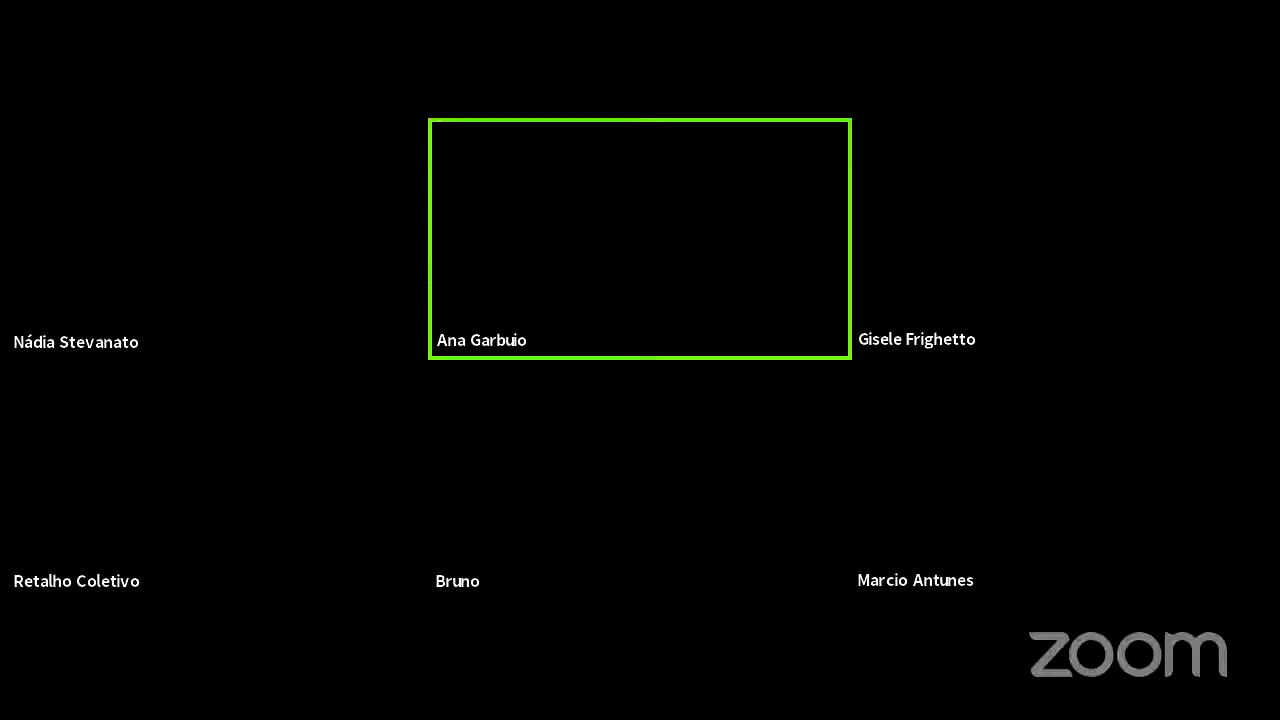 Nádia Stevanato
Ana Garbuio
Gisele Frighetto
Retalho Coletivo
Bruno
Marcio Antunes
zoom